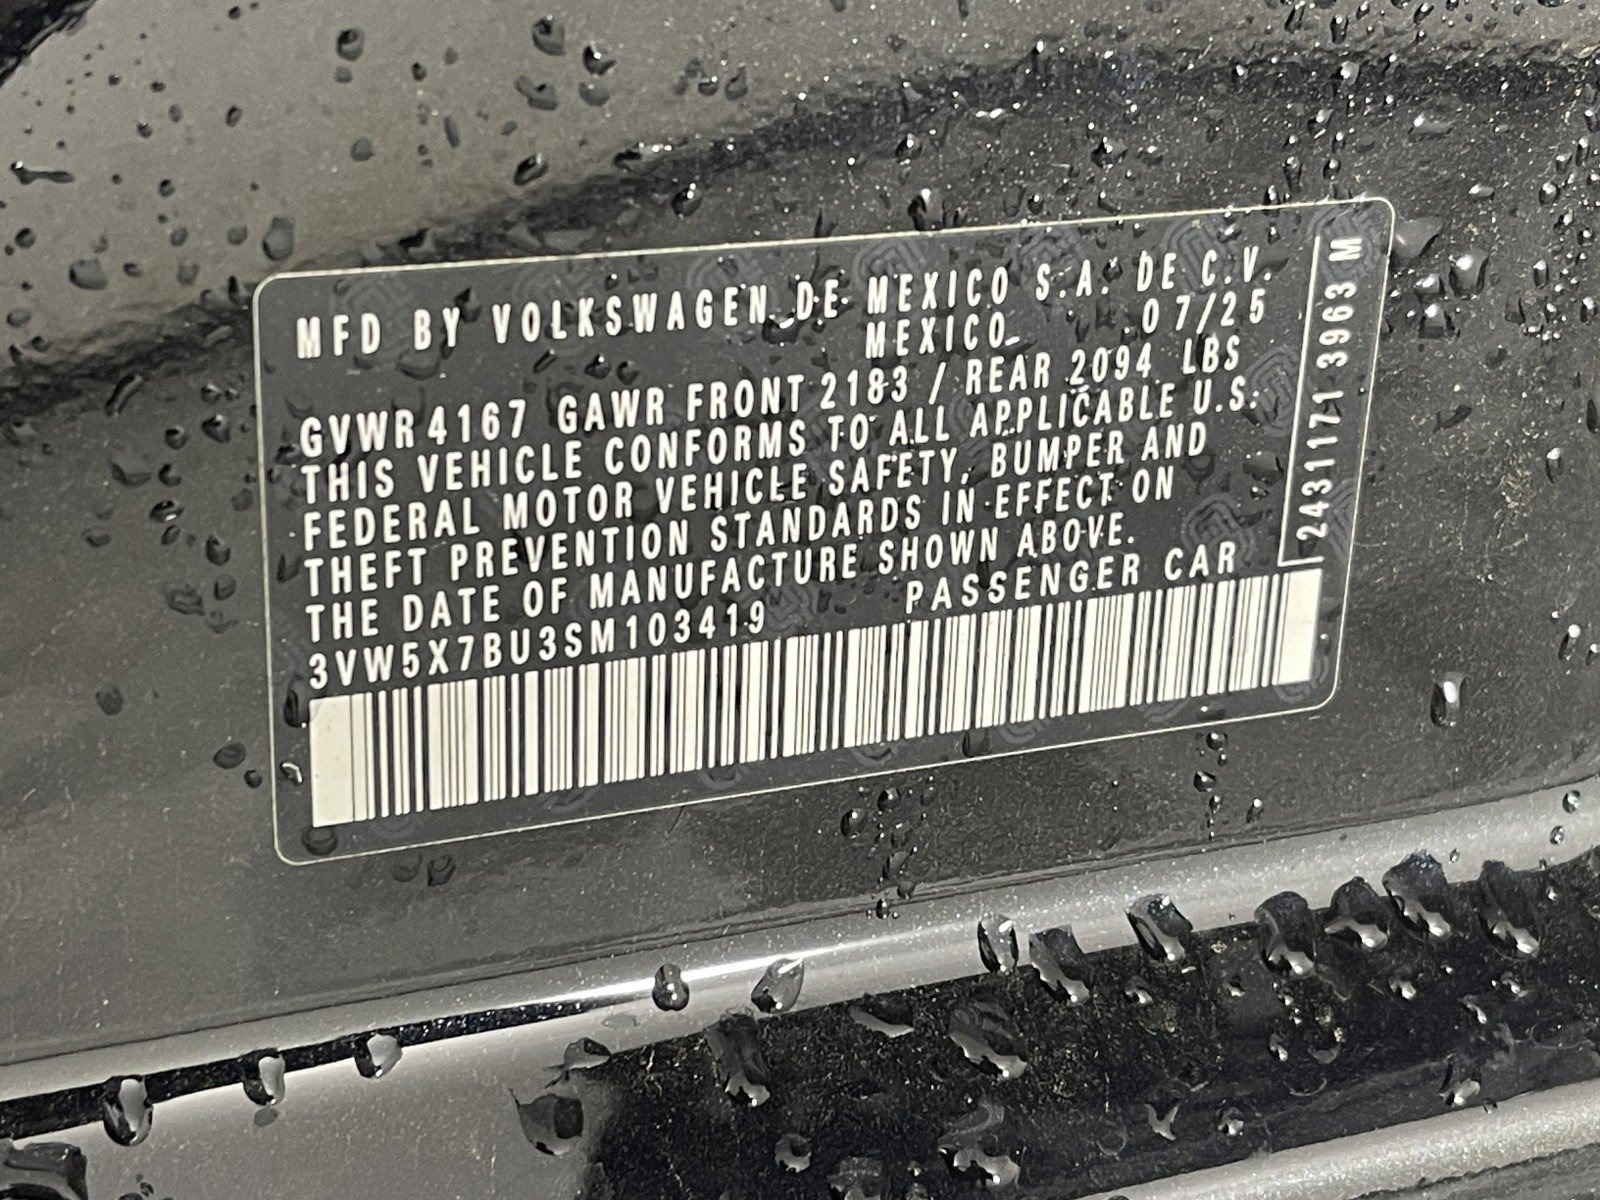 MFD BY VOLKSWAGEN DE MEXICO S.A. DE C.V.
MEXICO 07/25
GVWR 4167 GAWR FRONT 2183 / REAR 2094 LBS
THIS VEHICLE CONFORMS TO ALL APPLICABLE U.S.
FEDERAL MOTOR VEHICLE SAFETY, BUMPER AND
THEFT PREVENTION STANDARDS IN EFFECT ON
THE DATE OF MANUFACTURE SHOWN ABOVE.
3VW5X7BU3SM103419 PASSENGER CAR
2431171 3963 M